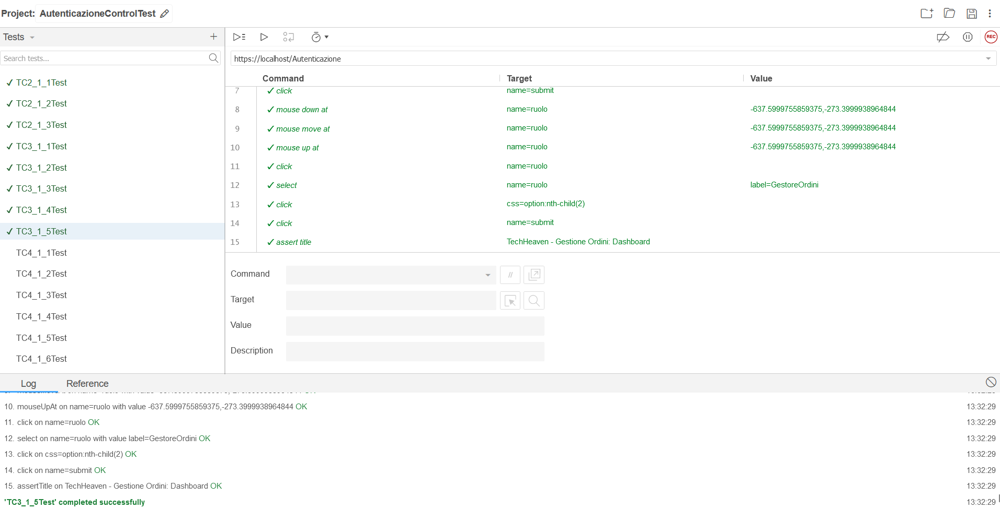 Project: AutenticazioneControlTest
Tests
Search tests...
TC2_1_1Test
TC2_1_2Test
TC2_1_3Test
TC3_1_1Test
TC3_1_2Test
TC3_1_3Test
TC3_1_4Test
TC3_1_5Test
TC4_1_1Test
TC4_1_2Test
TC4_1_3Test
TC4_1_4Test
TC4_1_5Test
TC4_1_6Test
REC
https://localhost/Autenticazione
Command Target Value
7 click name=submit
8 mouse down at name=ruolo -637.5999755859375,-273.3999938964844
9 mouse move at name=ruolo -637.5999755859375,-273.3999938964844
10 mouse up at name=ruolo -637.5999755859375,-273.3999938964844
11 click name=ruolo
12 select name=ruolo label=GestoreOrdini
13 click css=option:nth-child(2)
14 click name=submit
15 assert title TechHeaven - Gestione Ordini: Dashboard
Command //
Target
Value
Description
Log Reference
10. mouseUpAt on name=ruolo with value -637.5999755859375,-273.3999938964844 OK 13:32:29
11. click on name=ruolo OK 13:32:29
12. select on name=ruolo with value label=GestoreOrdini OK 13:32:29
13. click on css=option:nth-child(2) OK 13:32:29
14. click on name=submit OK 13:32:29
15. assertTitle on TechHeaven - Gestione Ordini: Dashboard OK 13:32:29
'TC3_1_5Test' completed successfully 13:32:29